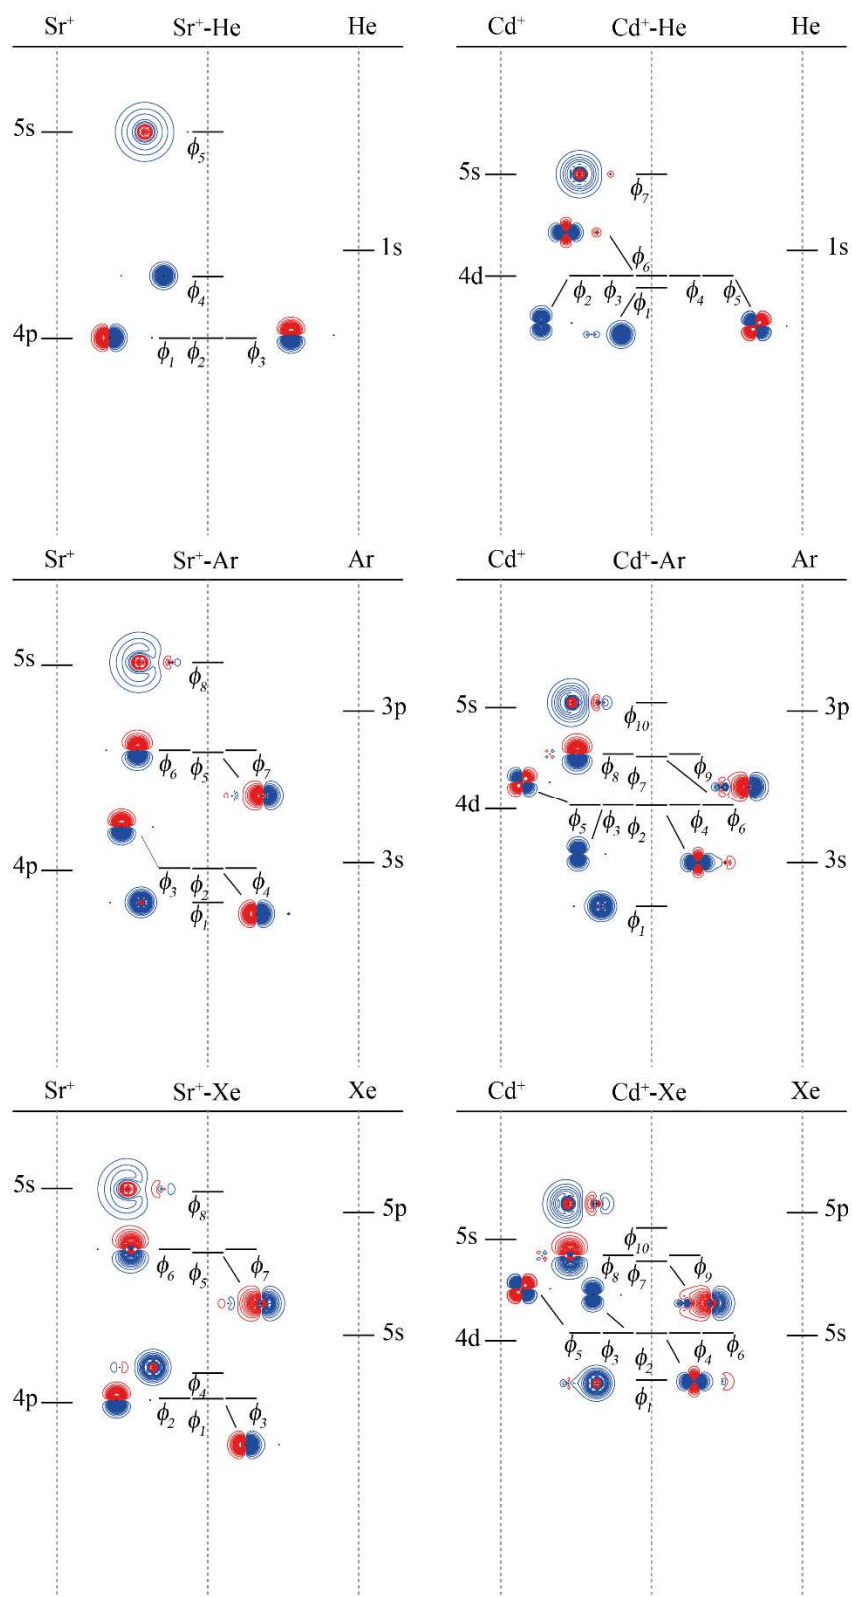 Sr⁺ Sr⁺-He He
5s
ϕ₅
1s
ϕ₄
4p
ϕ₁ ϕ₂ ϕ₃
Cd⁺ Cd⁺-He He
5s
ϕ₇
1s
ϕ₆
4d
ϕ₂ ϕ₃ ϕ₄ ϕ₅
ϕ₁
Sr⁺ Sr⁺-Ar Ar
5s
ϕ₈
3p
ϕ₆ ϕ₅ ϕ₇
4p 3s
ϕ₃ ϕ₂ ϕ₄
ϕ₁
Cd⁺ Cd⁺-Ar Ar
5s 3p
ϕ₁₀
ϕ₈ ϕ₇ ϕ₉
4d
ϕ₅ ϕ₃ ϕ₂ ϕ₄ ϕ₆
3s
ϕ₁
Sr⁺ Sr⁺-Xe Xe
5s
ϕ₈
5p
ϕ₆ ϕ₅ ϕ₇
5s
ϕ₄
4p
ϕ₂ ϕ₁ ϕ₃
Cd⁺ Cd⁺-Xe Xe
5p
5s
ϕ₁₀
ϕ₈ ϕ₇ ϕ₉
4d 5s
ϕ₅ ϕ₃ ϕ₂ ϕ₄ ϕ₆
ϕ₁